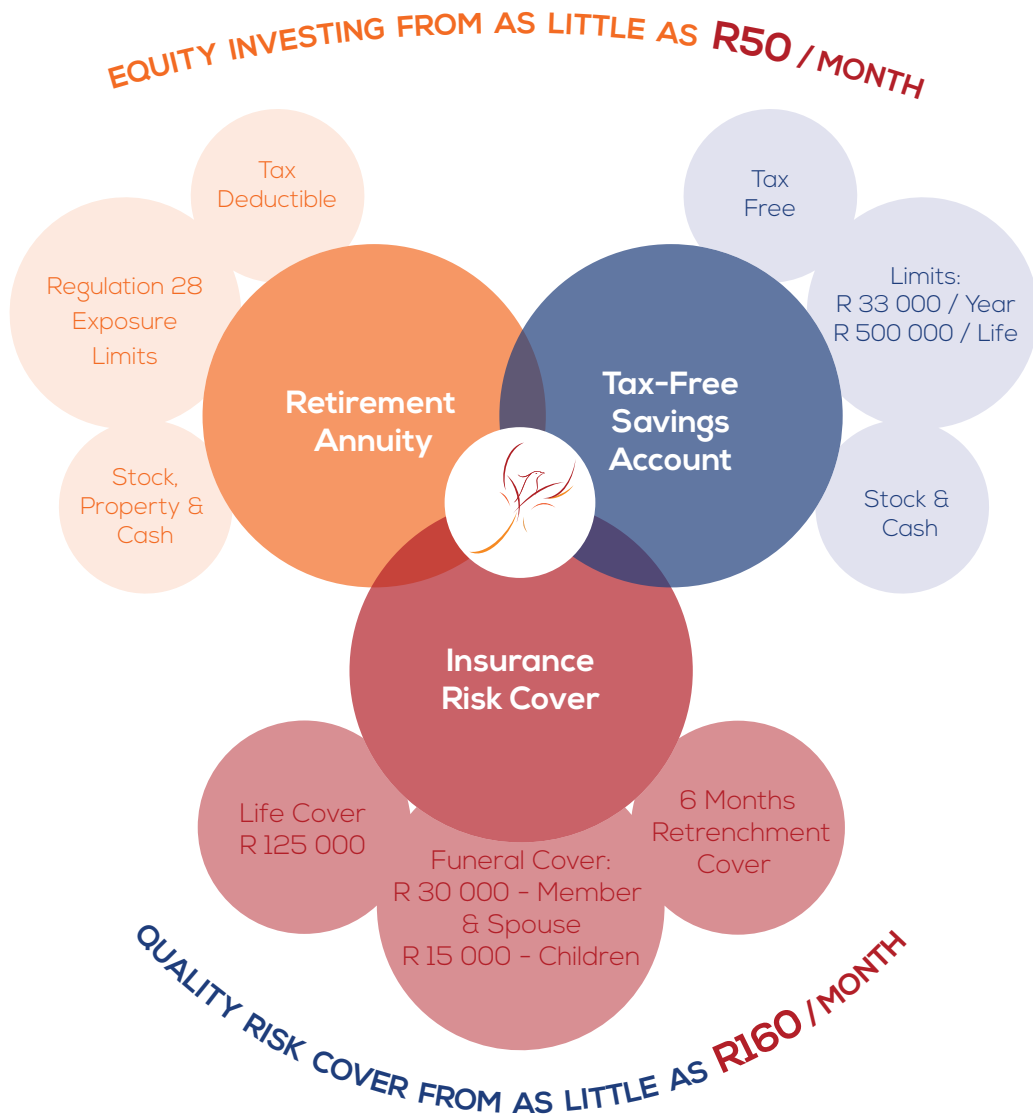 EQUITY INVESTING FROM AS LITTLE AS R50 / MONTH
Tax
Deductible
Regulation 28
Exposure
Limits
Stock,
Property &
Cash
Retirement
Annuity
Tax
Free
Limits:
R 33 000 / Year
R 500 000 / Life
Stock &
Cash
Tax-Free
Savings
Account
Insurance
Risk Cover
Life Cover
R 125 000
Funeral Cover:
R 30 000 - Member
& Spouse
R 15 000 - Children
6 Months
Retrenchment
Cover
QUALITY RISK COVER FROM AS LITTLE AS R160 / MONTH